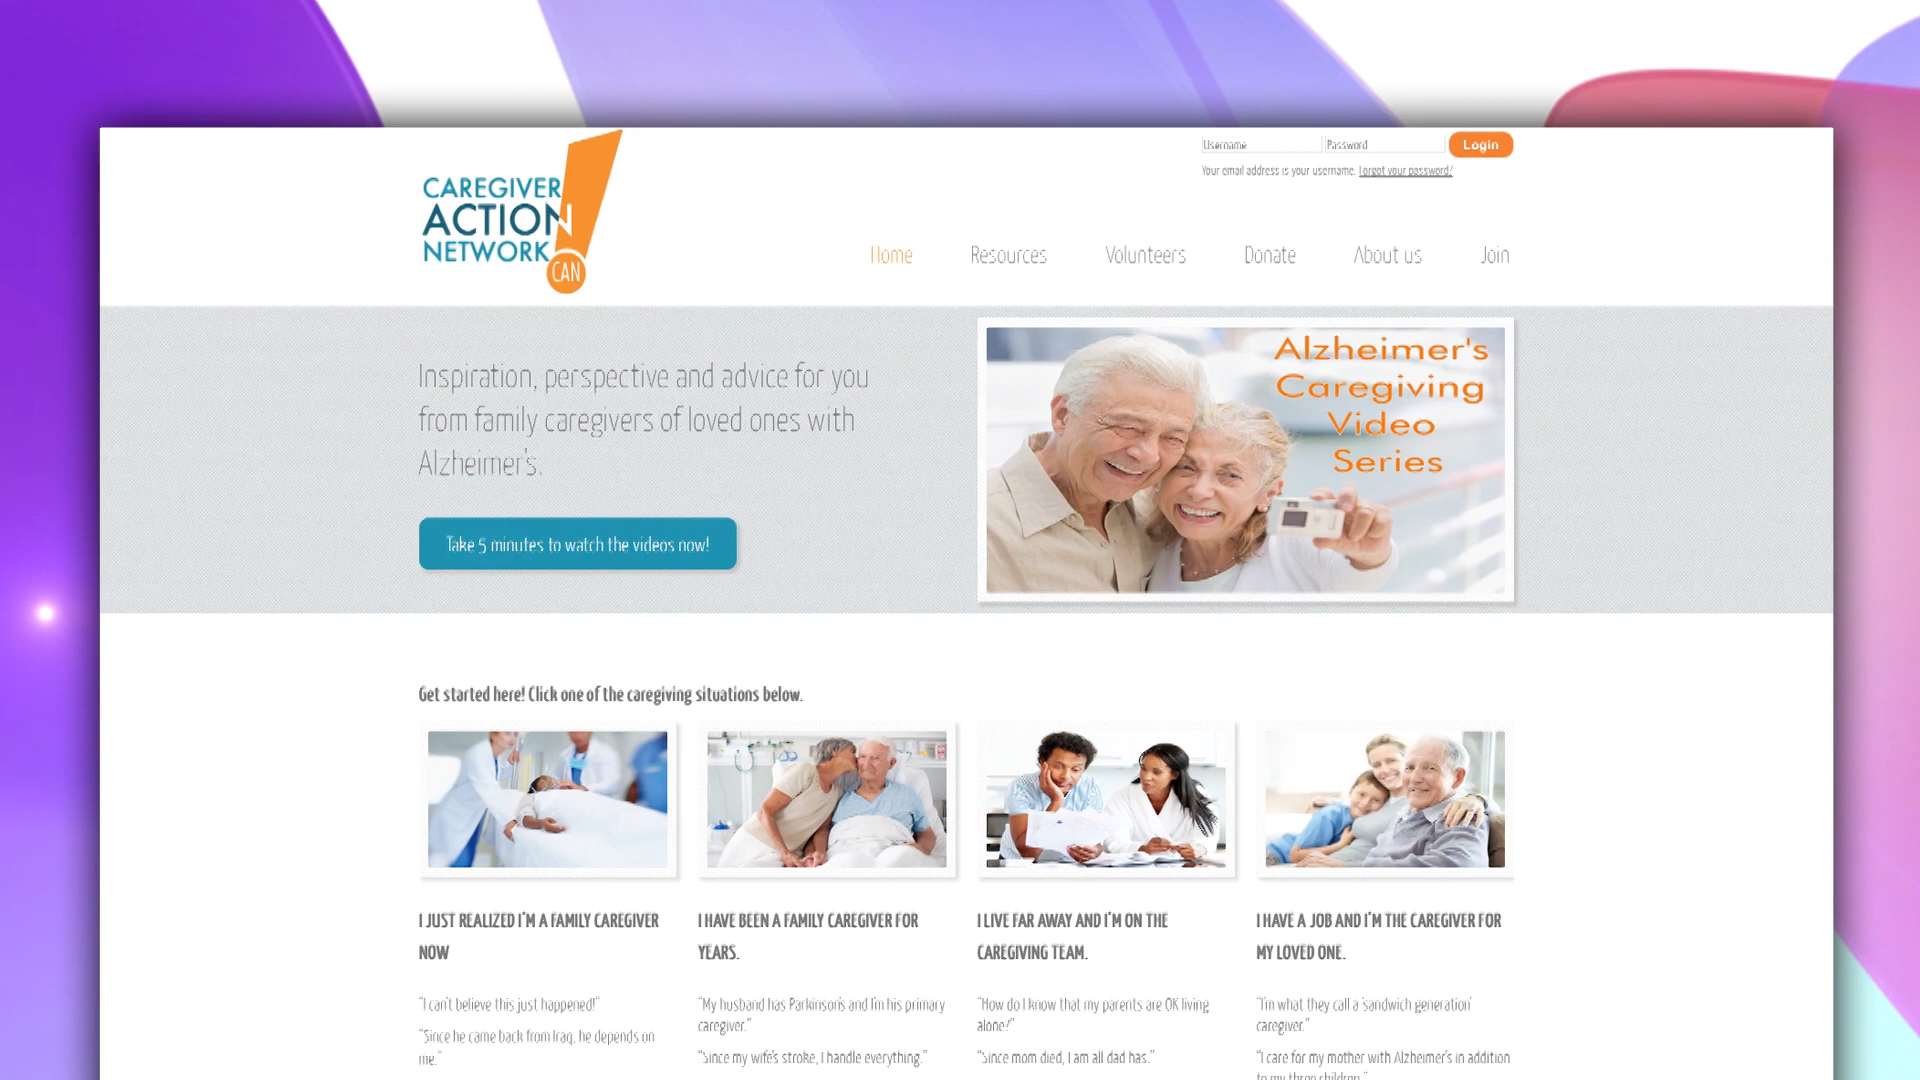 Username Password Login
Your email address is your username. Forgot your password?
CAREGIVER
ACTION
NETWORK
CAN
Home Resources Volunteers Donate About us Join
Inspiration, perspective and advice for you
from family caregivers of loved ones with
Alzheimer's.
Take 5 minutes to watch the videos now!
Alzheimer's
Caregiving
Video
Series
Get started here! Click one of the caregiving situations below.
I JUST REALIZED I'M A FAMILY CAREGIVER
NOW
"I can't believe this just happened!"
"Since he came back from Iraq, he depends on
me."
I HAVE BEEN A FAMILY CAREGIVER FOR
YEARS.
"My husband has Parkinson's and I'm his primary
caregiver."
"Since my wife's stroke, I handle everything."
I LIVE FAR AWAY AND I'M ON THE
CAREGIVING TEAM.
"How do I know that my parents are OK living
alone?"
"Since mom died, I am all dad has."
I HAVE A JOB AND I'M THE CAREGIVER FOR
MY LOVED ONE.
"I'm what they call a 'sandwich generation'
caregiver."
"I care for my mother with Alzheimer's in addition
to my three children."